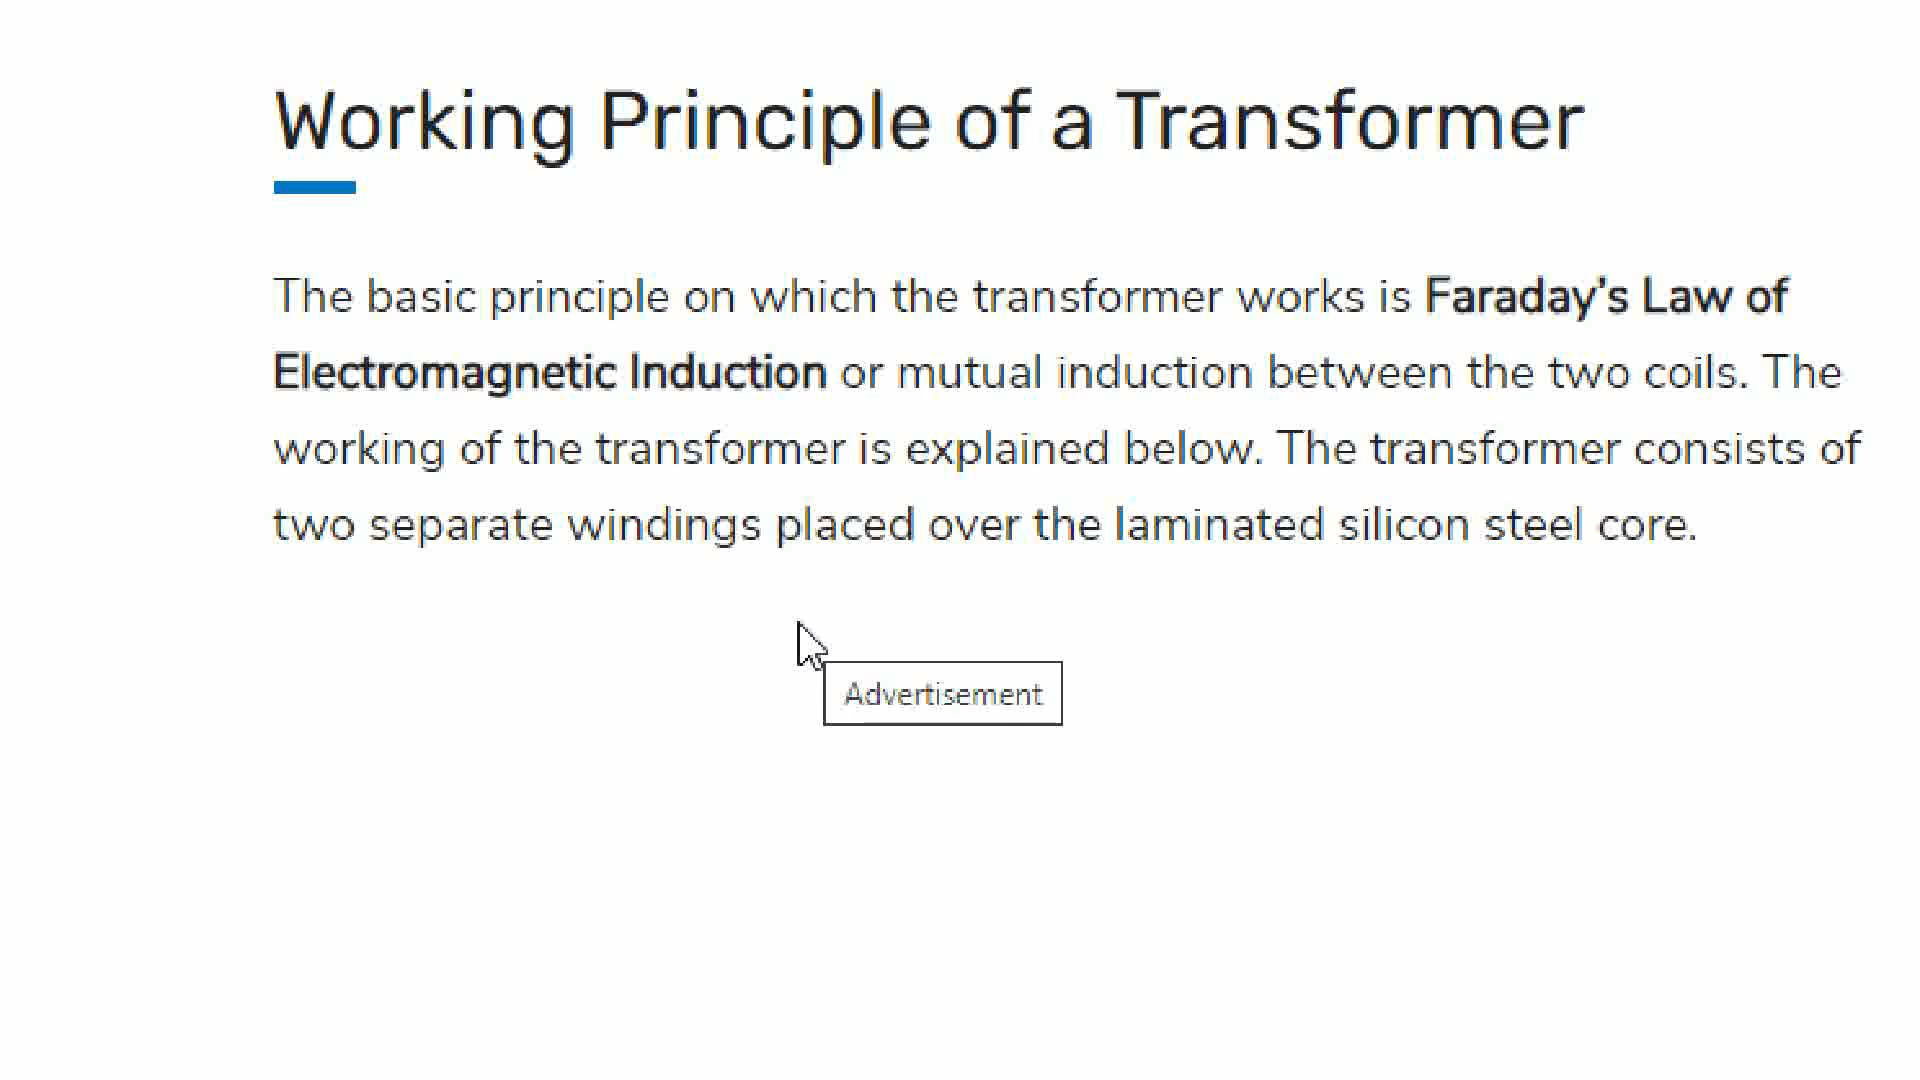 Working Principle of a Transformer
The basic principle on which the transformer works is Faraday's Law of
Electromagnetic Induction or mutual induction between the two coils. The
working of the transformer is explained below. The transformer consists of
two separate windings placed over the laminated silicon steel core.
Advertisement